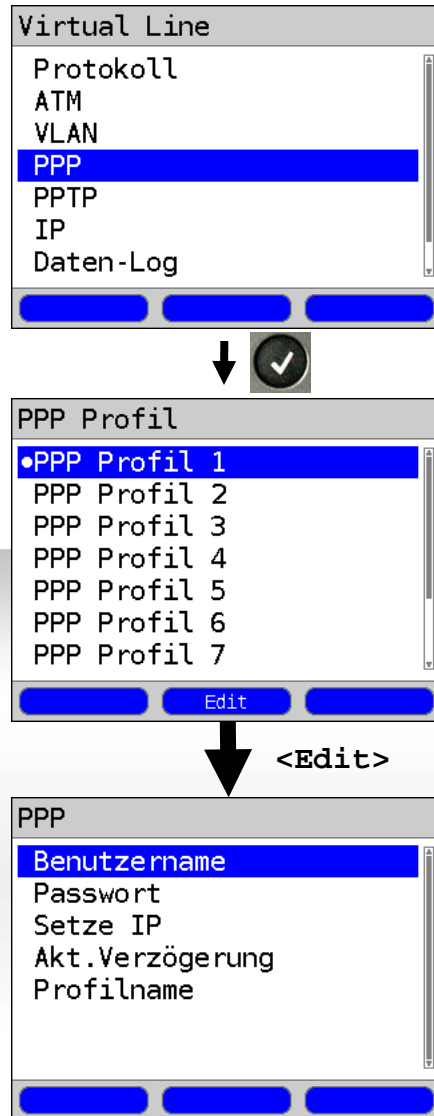 Virtual Line
Protokoll
ATM
VLAN
PPP
PPTP
IP
Daten-Log
PPP Profil
•PPP Profil 1
PPP Profil 2
PPP Profil 3
PPP Profil 4
PPP Profil 5
PPP Profil 6
PPP Profil 7
Edit
<Edit>
PPP
Benutzername
Passwort
Setze IP
Akt.Verzögerung
Profilname